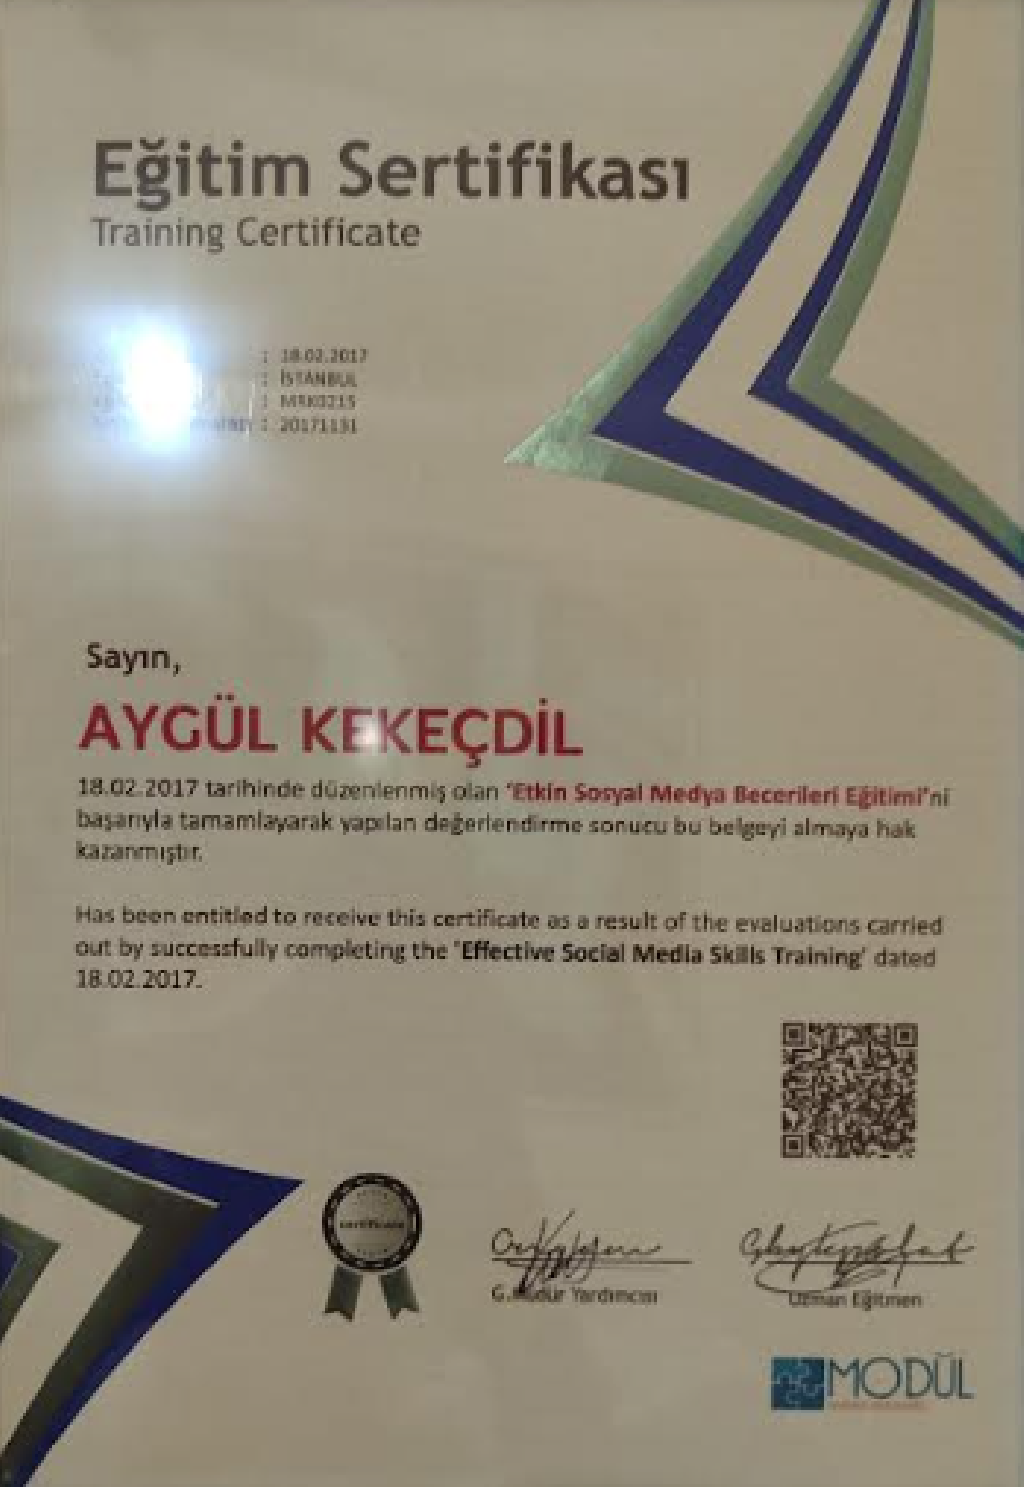 Eğitim Sertifikası
Training Certificate
: 18.02.2017
: İSTANBUL
: MRK0215
: 20171131
Sayın,
AYGÜL KEKEÇDİL
18.02.2017 tarihinde düzenlenmiş olan 'Etkin Sosyal Medya Becerileri Eğitimi'ni
başarıyla tamamlayarak yapılan değerlendirme sonucu bu belgeyi almaya hak
kazanmıştır.
Has been entitled to receive this certificate as a result of the evaluations carried
out by successfully completing the 'Effective Social Media Skills Training' dated
18.02.2017.
certificate
G.Müdür Yardımcısı
Uzman Eğitmen
MODÜL